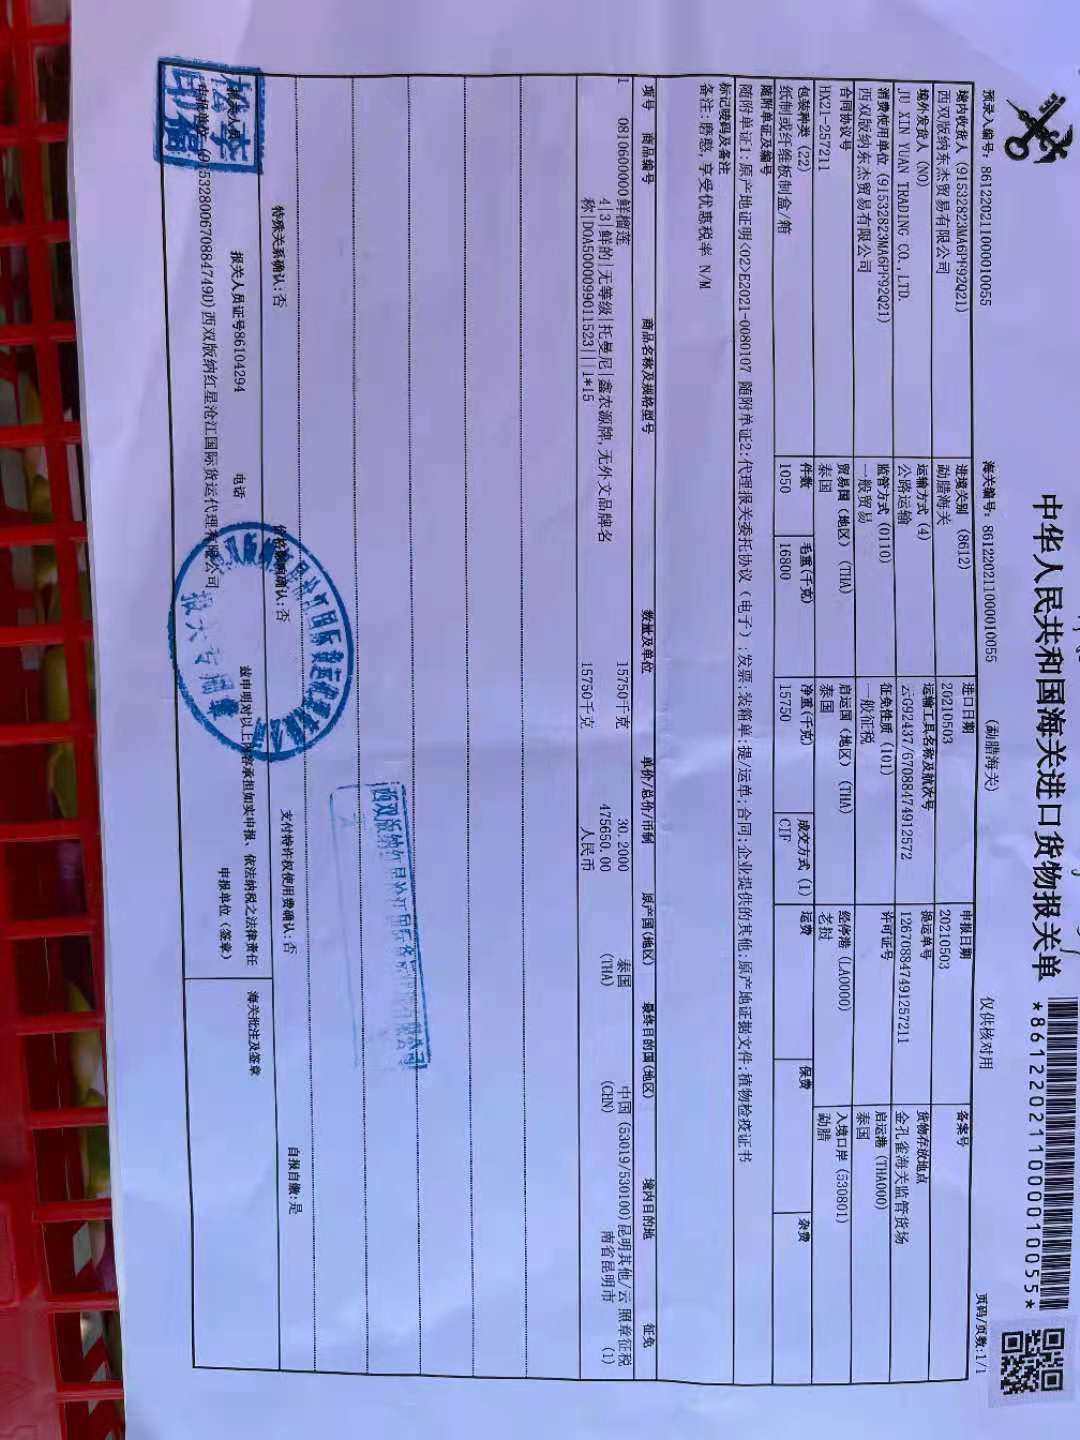 中华人民共和国海关进口货物报关单
*861220211000010055*
预录入编号: 861220211000010055 海关编号: 861220211000010055 (勐腊海关) 仅供核对用 页码/页数:1/1
境内收货人 (91532823MA6PF92Q21) 进境关别 (8612) 进口日期 申报日期 备案号
西双版纳东杰贸易有限公司 勐腊海关 20210503 20210503
境外发货人 (NO) 运输方式 (4) 运输工具名称及航次号 提运单号 货物存放地点
JU XIN YUAN TRADING CO.,LTD. 公路运输 云G92437/67088474912572 12670884749125​7211 金孔雀海关监管货场
消费使用单位 (91532823MA6PF92Q21) 监管方式 (0110) 征免性质 (101) 许可证号 启运港 (THA000)
西双版纳东杰贸易有限公司 一般贸易 一般征税 泰国
合同协议号 贸易国 (地区) (THA) 启运国 (地区) (THA) 经停港 (LA0000) 入境口岸 (530801)
HX21-257211 泰国 泰国 老挝 勐腊
包装种类 (22) 件数 毛重(千克) 净重(千克) 成交方式 (1) 运费 保费 杂费
纸制或纤维板制盒/箱 1050 16800 15750 CIF
随附单证及编号
随附单证1:原产地证明<02>E2021-0080107 随附单证2:代理报关委托协议 (电子);发票;装箱单;提/运单;合同;企业提供的其他;原产地证据文件;植物检疫证书
标记唛码及备注
备注:磨憨,享受优惠税率 N/M
项号 商品编号 商品名称及规格型号 数量及单位 单价/总价/币制 原产国(地区) 最终目的国(地区) 境内目的地 征免
1 0810600000 鲜榴莲 15750千克 30.2000 泰国 中国 (53019/530100)昆明其他/云 照章征税
4|3|鲜的|无等级|托曼尼|鑫农源牌,无外文品牌名 475650.00 (THA) (CHN) 南省昆明市 (1)
称|DOA5000099011523|||1*15 15750千克 人民币
特殊关系确认:否 价格影响确认:否 支付特许权使用费确认:否 自报自缴:是
报关人员 报关人员证号86104294 电话 兹申明对以上内容承担如实申报、依法纳税之法律责任 海关批注及签章
申报单位 (91532800670884749D)西双版纳红星沧江国际货运代理有限公司 申报单位 (签章)
报关专用章